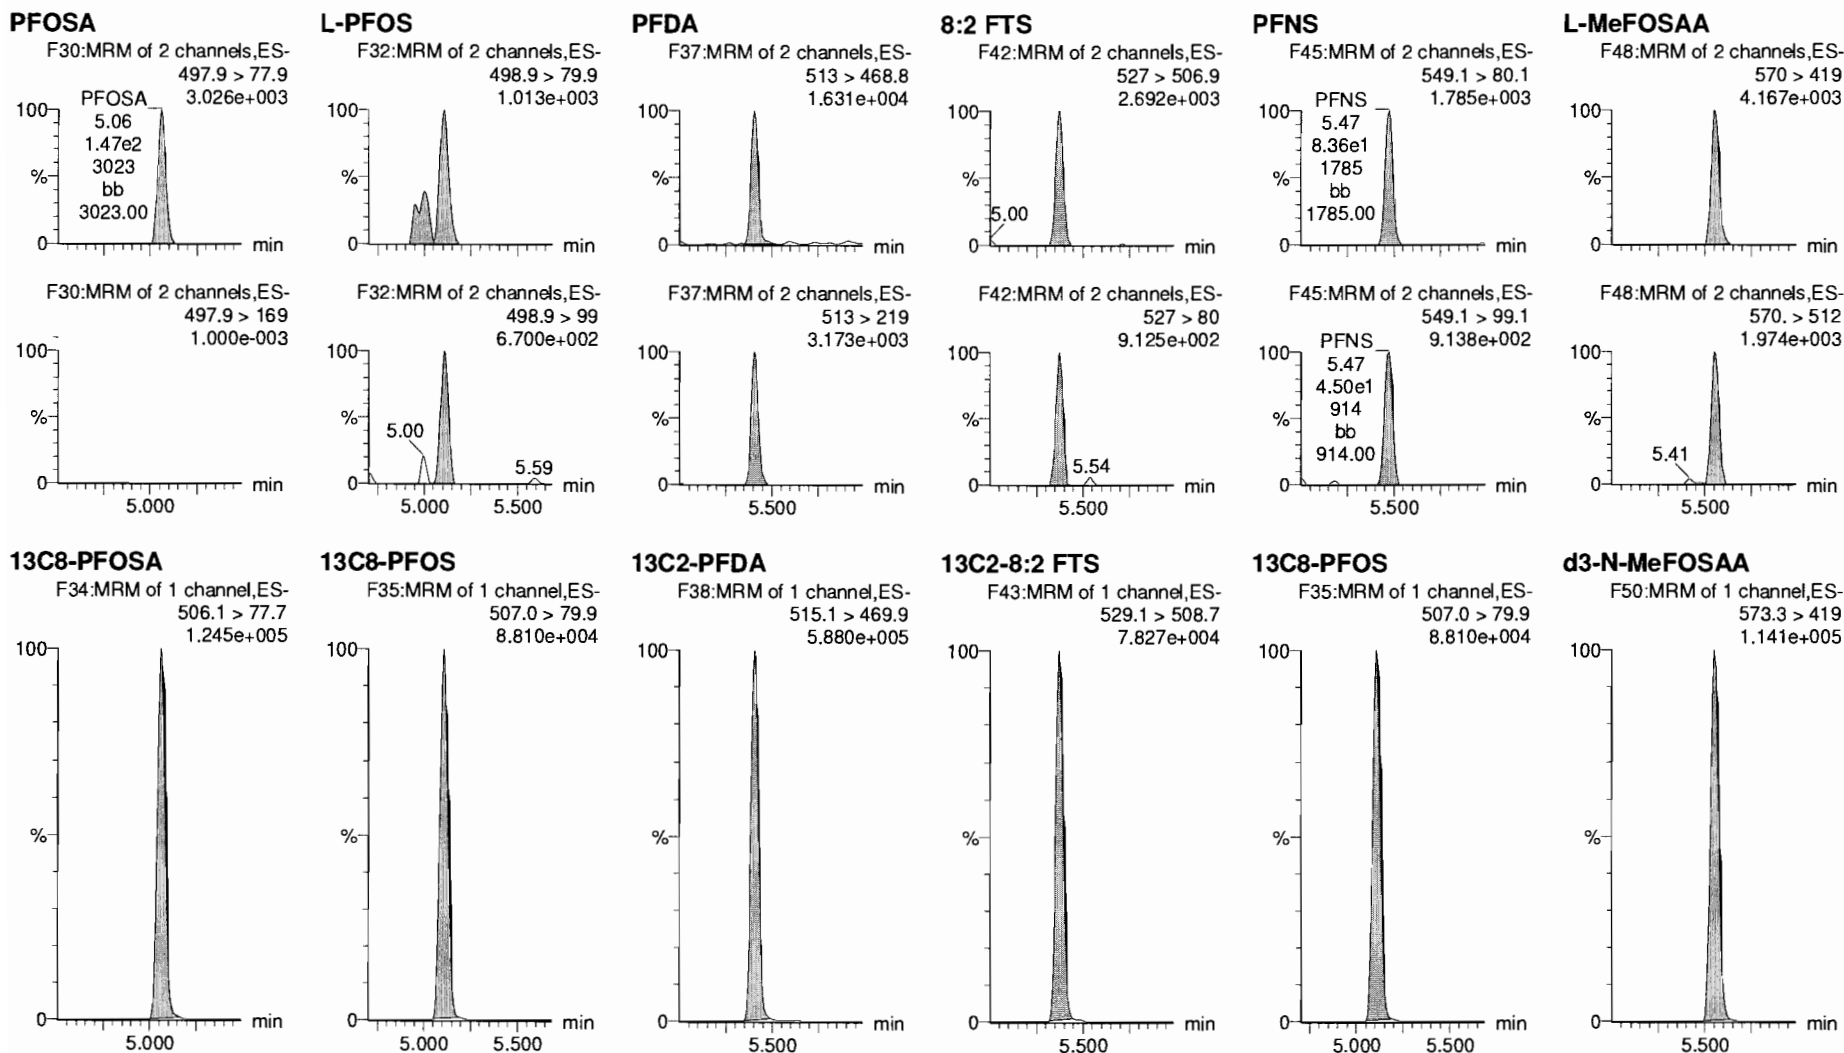 PFOSA
F30:MRM of 2 channels,ES-
497.9 > 77.9
3.026e+003
100
PFOSA
5.06
1.47e2
3023
bb
3023.00
%
0
min
F30:MRM of 2 channels,ES-
497.9 > 169
1.000e-003
100
%
0
min
5.000
13C8-PFOSA
F34:MRM of 1 channel,ES-
506.1 > 77.7
1.245e+005
100
%
0
min
5.000
L-PFOS
F32:MRM of 2 channels,ES-
498.9 > 79.9
1.013e+003
100
%
0
min
F32:MRM of 2 channels,ES-
498.9 > 99
6.700e+002
100
5.00
%
5.59
0
min
5.000 5.500
13C8-PFOS
F35:MRM of 1 channel,ES-
507.0 > 79.9
8.810e+004
100
%
0
min
5.000 5.500
PFDA
F37:MRM of 2 channels,ES-
513 > 468.8
1.631e+004
100
%
0
min
F37:MRM of 2 channels,ES-
513 > 219
3.173e+003
100
%
0
min
5.500
13C2-PFDA
F38:MRM of 1 channel,ES-
515.1 > 469.9
5.880e+005
100
%
0
min
5.500
8:2 FTS
F42:MRM of 2 channels,ES-
527 > 506.9
2.692e+003
100
%
5.00
0
min
F42:MRM of 2 channels,ES-
527 > 80
9.125e+002
100
%
5.54
0
min
5.500
13C2-8:2 FTS
F43:MRM of 1 channel,ES-
529.1 > 508.7
7.827e+004
100
%
0
min
5.500
PFNS
F45:MRM of 2 channels,ES-
549.1 > 80.1
1.785e+003
PFNS
100
5.47
8.36e1
1785
%
bb
1785.00
0
min
F45:MRM of 2 channels,ES-
549.1 > 99.1
9.138e+002
PFNS
100
5.47
4.50e1
914
%
bb
914.00
0
min
5.500
13C8-PFOS
F35:MRM of 1 channel,ES-
507.0 > 79.9
8.810e+004
100
%
0
min
5.000 5.500
L-MeFOSAA
F48:MRM of 2 channels,ES-
570 > 419
4.167e+003
100
%
0
min
F48:MRM of 2 channels,ES-
570. > 512
1.974e+003
100
%
5.41
0
min
5.500
d3-N-MeFOSAA
F50:MRM of 1 channel,ES-
573.3 > 419
1.141e+005
100
%
0
min
5.500